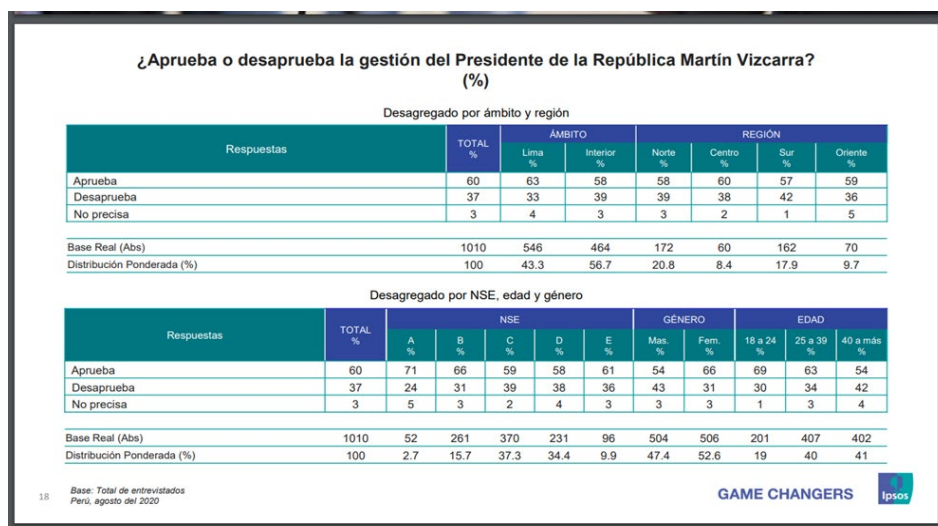 ¿Aprueba o desaprueba la gestión del Presidente de la República Martín Vizcarra?
(%)
Desagregado por ámbito y región
Respuestas TOTAL % ÁMBITO REGIÓN
Lima % Interior % Norte % Centro % Sur % Oriente %
Aprueba 60 63 58 58 60 57 59
Desaprueba 37 33 39 39 38 42 36
No precisa 3 4 3 3 2 1 5
Base Real (Abs) 1010 546 464 172 60 162 70
Distribución Ponderada (%) 100 43.3 56.7 20.8 8.4 17.9 9.7
Desagregado por NSE, edad y género
Respuestas TOTAL % NSE GÉNERO EDAD
A % B % C % D % E % Mas. % Fem. % 18 a 24 % 25 a 39 % 40 a más %
Aprueba 60 71 66 59 58 61 54 66 69 63 54
Desaprueba 37 24 31 39 38 36 43 31 30 34 42
No precisa 3 5 3 2 4 3 3 3 1 3 4
Base Real (Abs) 1010 52 261 370 231 96 504 506 201 407 402
Distribución Ponderada (%) 100 2.7 15.7 37.3 34.4 9.9 47.4 52.6 19 40 41
18
Base: Total de entrevistados
Perú, agosto del 2020
GAME CHANGERS
Ipsos